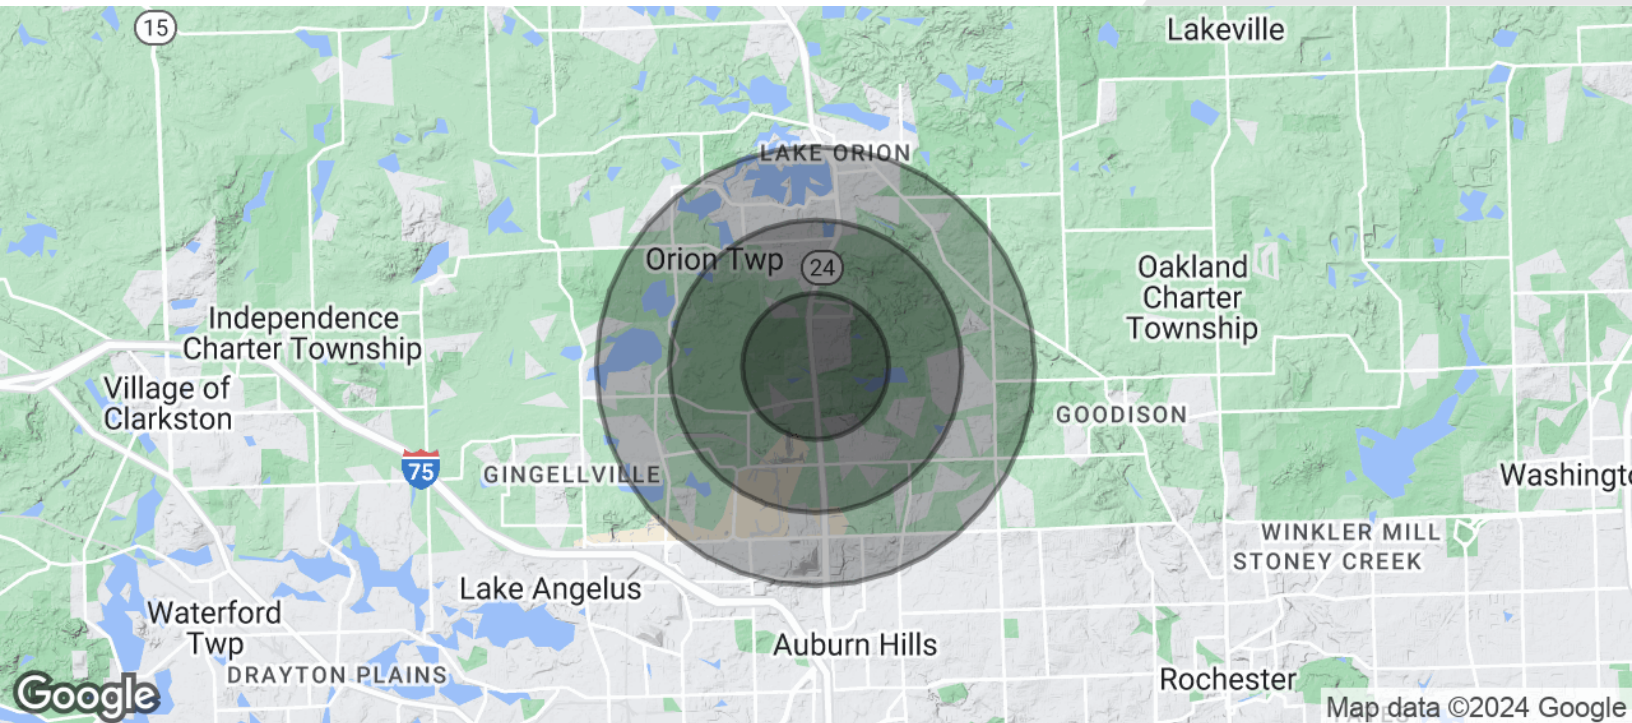 15
Lakeville
LAKE ORION
Orion Twp
24
Oakland
Charter
Township
Independence
Charter Township
Village of
Clarkston
GOODISON
75
GINGELLVILLE
Washingto
WINKLER MILL
STONEY CREEK
Lake Angelus
Waterford
Twp
Auburn Hills
DRAYTON PLAINS
Rochester
Google
Map data ©2024 Google